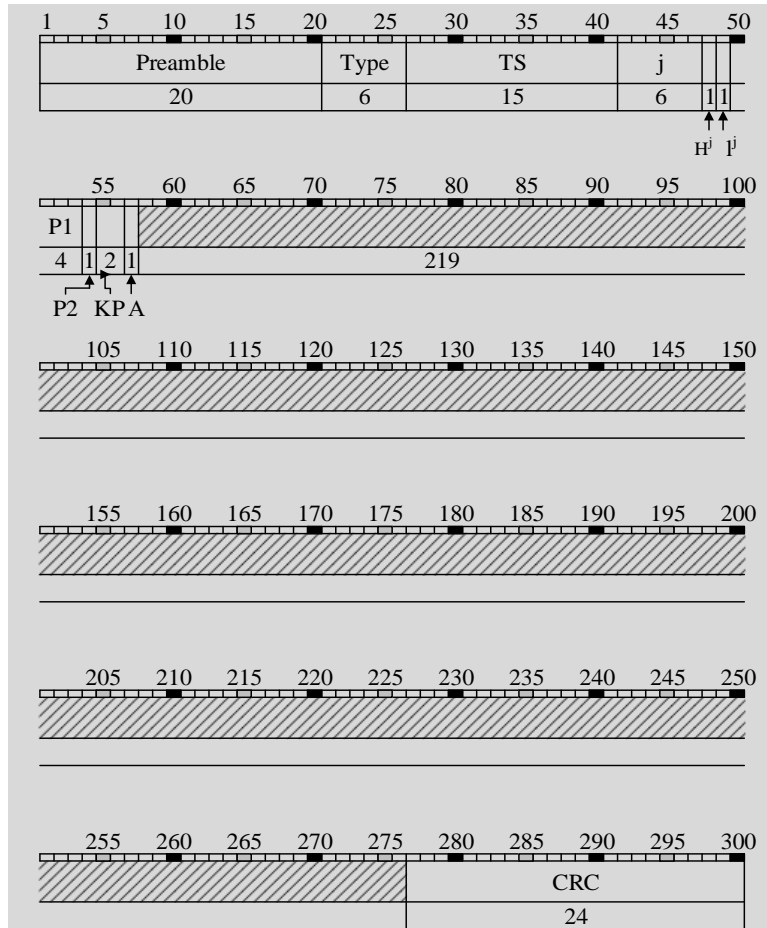 1 5 10 15 20 25 30 35 40 45 50
Preamble Type TS j
20 6 15 6 1 1
Hʲ lʲ
55 60 65 70 75 80 85 90 95 100
P1
4 1 2 1 219
P2 KP A
105 110 115 120 125 130 135 140 145 150
155 160 165 170 175 180 185 190 195 200
205 210 215 220 225 230 235 240 245 250
255 260 265 270 275 280 285 290 295 300
CRC
24